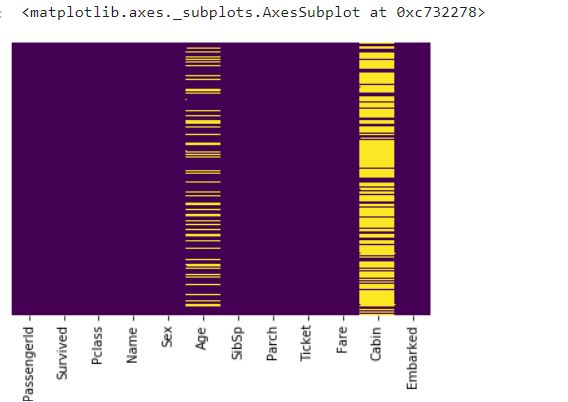 <matplotlib.axes._subplots.AxesSubplot at 0xc732278>
PassengerId
Survived
Pclass
Name
Sex
Age
SibSp
Parch
Ticket
Fare
Cabin
Embarked